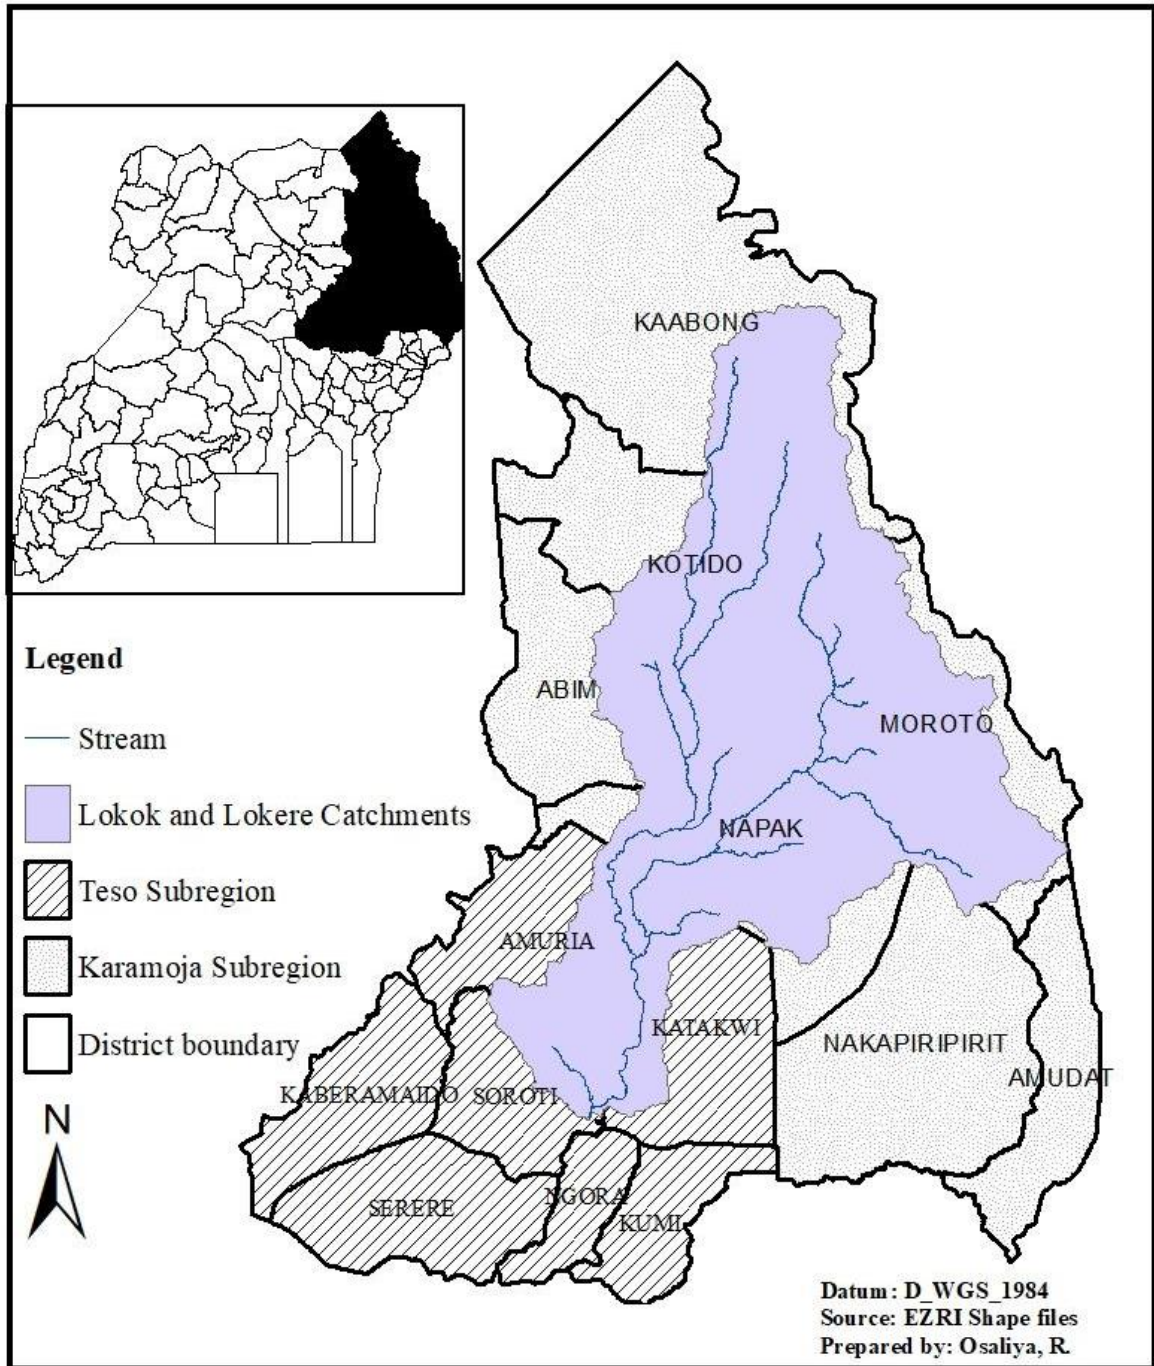 KAABONG
KOTIDO
ABIM
MOROTO
NAPAK
AMURIA
KATAKWI
NAKAPIRIPIRIT
AMUDAT
KABERAMAIDO
SOROTI
SERERE
NGORA
KUMI
Legend
Stream
Lokok and Lokere Catchments
Teso Subregion
Karamoja Subregion
District boundary
N
Datum: D_WGS_1984
Source: EZRI Shape files
Prepared by: Osaliya, R.